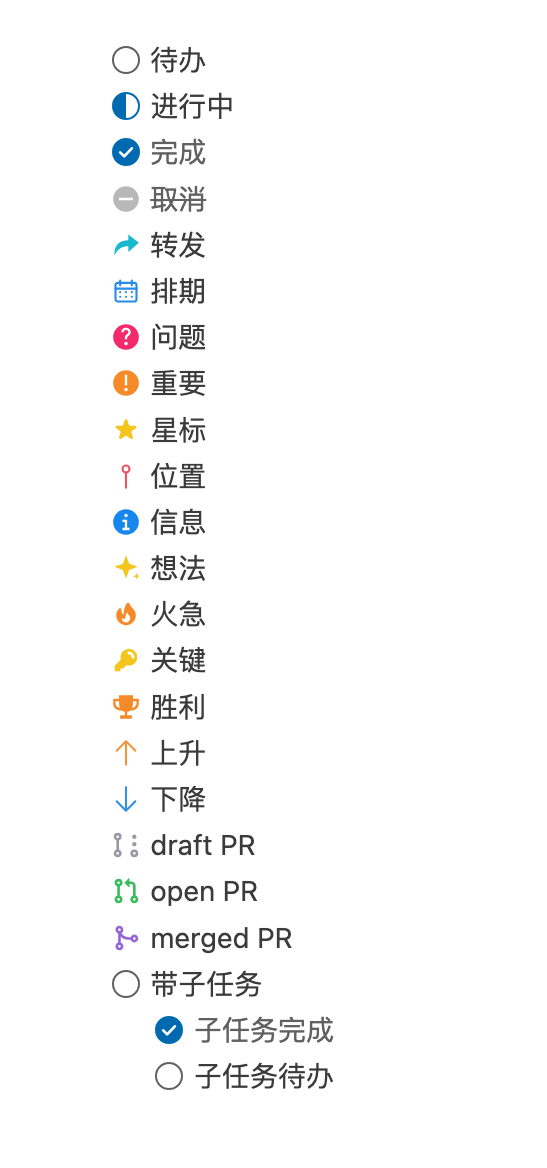 待办
进行中
完成
取消
转发
排期
问题
重要
星标
位置
信息
想法
火急
关键
胜利
上升
下降
draft PR
open PR
merged PR
带子任务
子任务完成
子任务待办